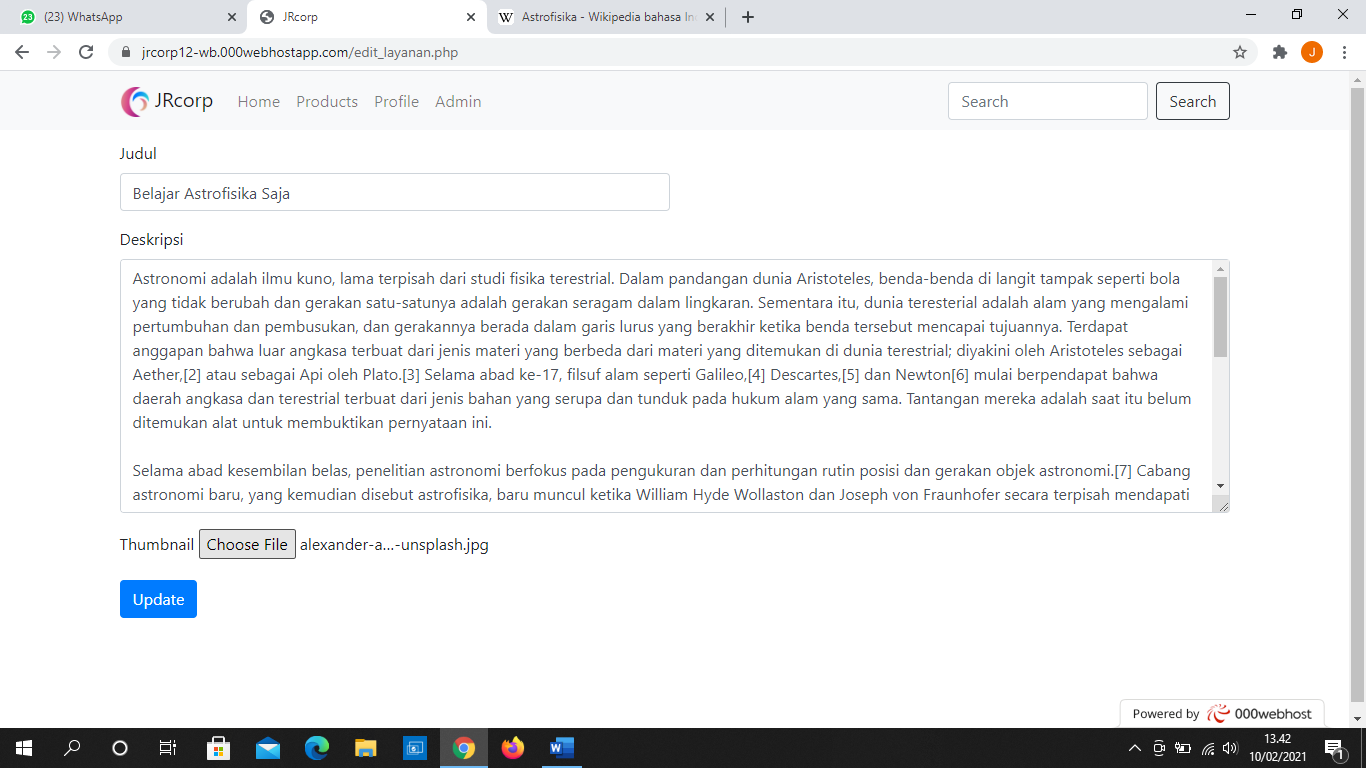 (23) WhatsApp
JRcorp
Astrofisika - Wikipedia bahasa In
jrcorp12-wb.000webhostapp.com/edit_layanan.php
J
JRcorp Home Products Profile Admin Search Search
Judul
Belajar Astrofisika Saja
Deskripsi
Astronomi adalah ilmu kuno, lama terpisah dari studi fisika terestrial. Dalam pandangan dunia Aristoteles, benda-benda di langit tampak seperti bola
yang tidak berubah dan gerakan satu-satunya adalah gerakan seragam dalam lingkaran. Sementara itu, dunia teresterial adalah alam yang mengalami
pertumbuhan dan pembusukan, dan gerakannya berada dalam garis lurus yang berakhir ketika benda tersebut mencapai tujuannya. Terdapat
anggapan bahwa luar angkasa terbuat dari jenis materi yang berbeda dari materi yang ditemukan di dunia terestrial; diyakini oleh Aristoteles sebagai
Aether,[2] atau sebagai Api oleh Plato.[3] Selama abad ke-17, filsuf alam seperti Galileo,[4] Descartes,[5] dan Newton[6] mulai berpendapat bahwa
daerah angkasa dan terestrial terbuat dari jenis bahan yang serupa dan tunduk pada hukum alam yang sama. Tantangan mereka adalah saat itu belum
ditemukan alat untuk membuktikan pernyataan ini.
Selama abad kesembilan belas, penelitian astronomi berfokus pada pengukuran dan perhitungan rutin posisi dan gerakan objek astronomi.[7] Cabang
astronomi baru, yang kemudian disebut astrofisika, baru muncul ketika William Hyde Wollaston dan Joseph von Fraunhofer secara terpisah mendapati
Thumbnail Choose File alexander-a...-unsplash.jpg
Update
Powered by 000webhost
13.42
10/02/2021
1